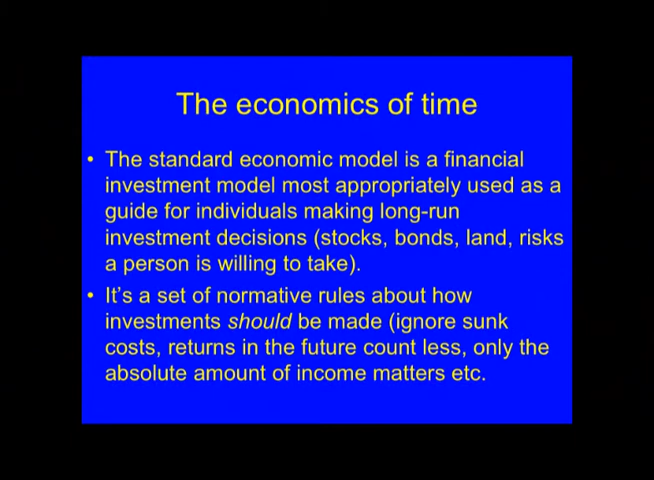 The economics of time
• The standard economic model is a financial
investment model most appropriately used as a
guide for individuals making long-run
investment decisions (stocks, bonds, land, risks
a person is willing to take).
• It's a set of normative rules about how
investments should be made (ignore sunk
costs, returns in the future count less, only the
absolute amount of income matters etc.